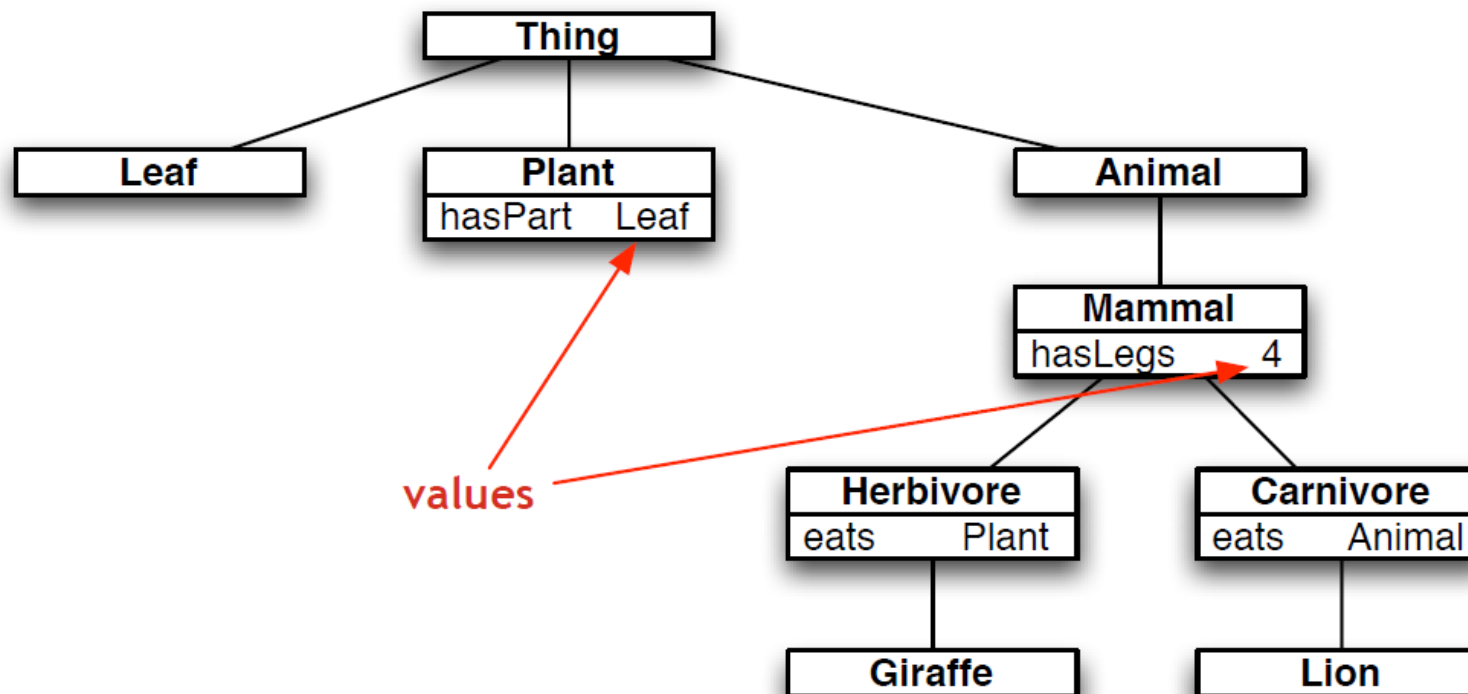 Thing
Leaf
Plant
Animal
hasPart Leaf
Mammal
hasLegs 4
values
Herbivore
Carnivore
eats Plant
eats Animal
Giraffe
Lion